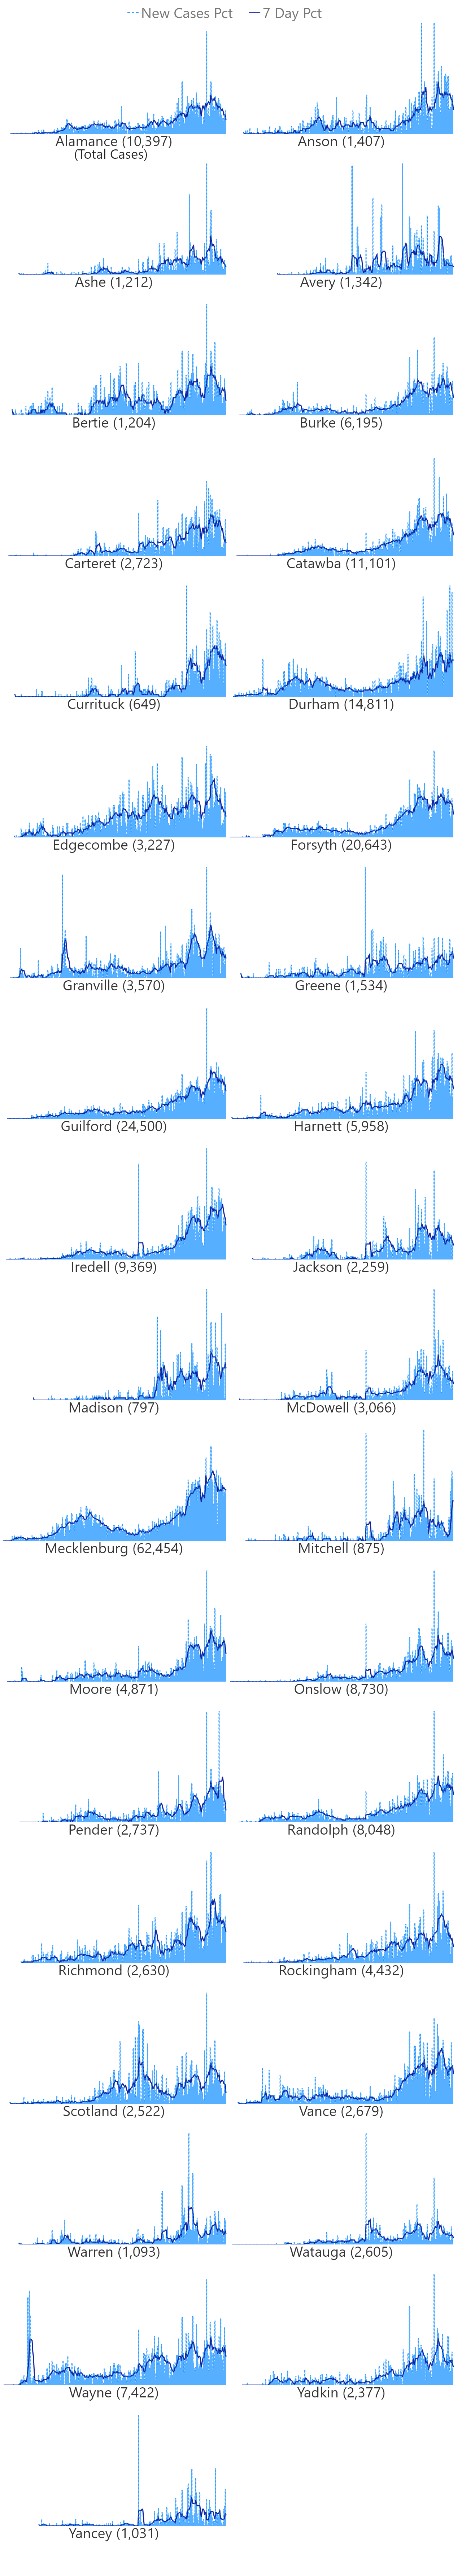 New Cases Pct 7 Day Pct
Alamance (10,397) Anson (1,407)
(Total Cases)
Ashe (1,212) Avery (1,342)
Bertie (1,204) Burke (6,195)
Carteret (2,723) Catawba (11,101)
Currituck (649) Durham (14,811)
Edgecombe (3,227) Forsyth (20,643)
Granville (3,570) Greene (1,534)
Guilford (24,500) Harnett (5,958)
Iredell (9,369) Jackson (2,259)
Madison (797) McDowell (3,066)
Mecklenburg (62,454) Mitchell (875)
Moore (4,871) Onslow (8,730)
Pender (2,737) Randolph (8,048)
Richmond (2,630) Rockingham (4,432)
Scotland (2,522) Vance (2,679)
Warren (1,093) Watauga (2,605)
Wayne (7,422) Yadkin (2,377)
Yancey (1,031)